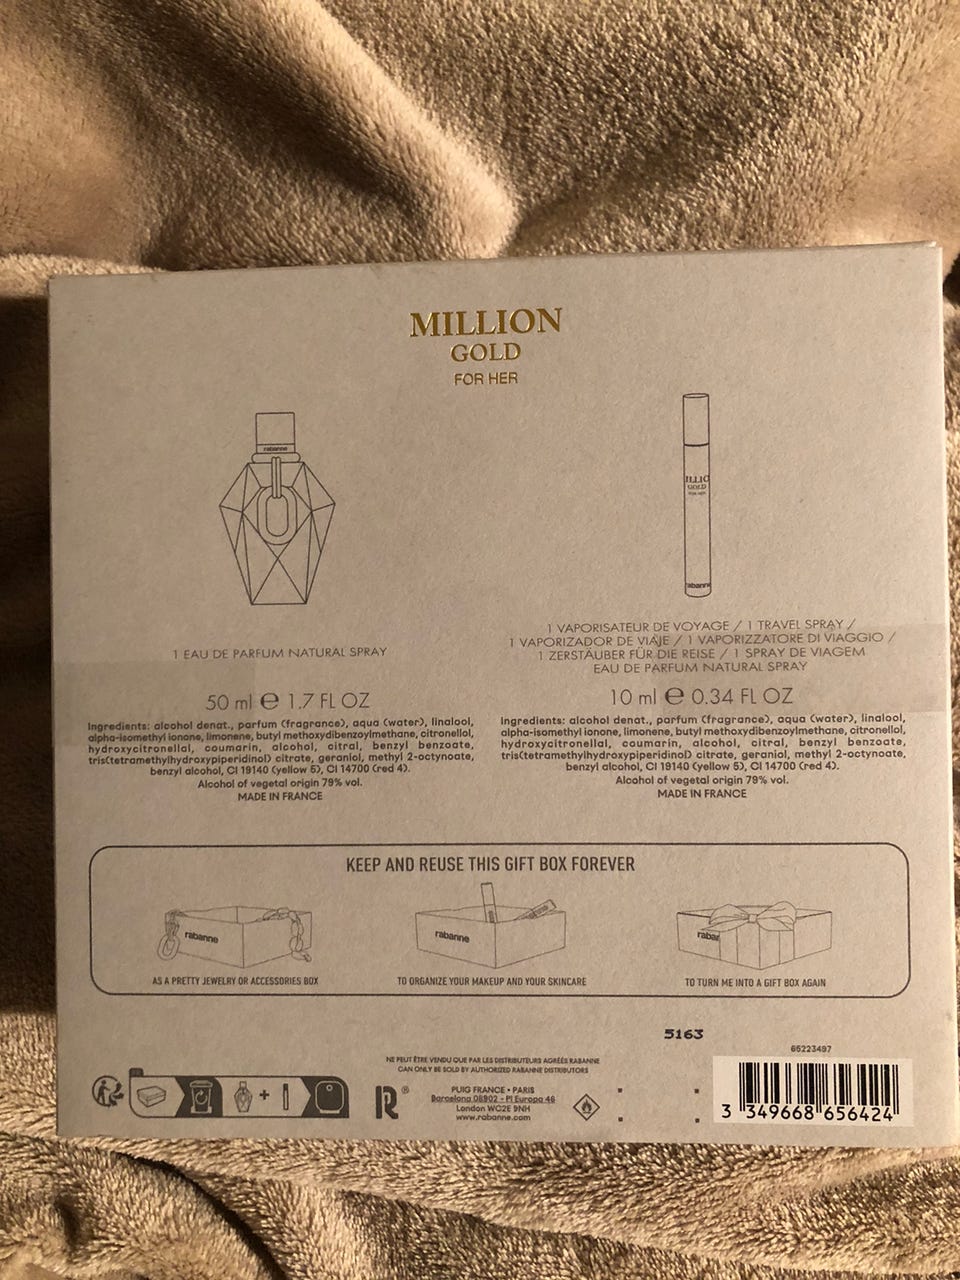 MILLION
GOLD
FOR HER
rabanne
ILLIO
GOLD
FOR HER
rabanne
1 EAU DE PARFUM NATURAL SPRAY
1 VAPORISATEUR DE VOYAGE / 1 TRAVEL SPRAY /
1 VAPORIZADOR DE VIAJE / 1 VAPORIZZATORE DI VIAGGIO /
1 ZERSTÄUBER FÜR DIE REISE / 1 SPRAY DE VIAGEM
EAU DE PARFUM NATURAL SPRAY
50 ml ℮ 1.7 FL OZ
Ingredients: alcohol denat., parfum (fragrance), aqua (water), linalool,
alpha-isomethyl ionone, limonene, butyl methoxydibenzoylmethane, citronellol,
hydroxycitronellal, coumarin, alcohol, citral, benzyl benzoate,
tris(tetramethylhydroxypiperidinol) citrate, geraniol, methyl 2-octynoate,
benzyl alcohol, CI 19140 (yellow 5), CI 14700 (red 4).
Alcohol of vegetal origin 79% vol.
MADE IN FRANCE
10 ml ℮ 0.34 FL OZ
Ingredients: alcohol denat., parfum (fragrance), aqua (water), linalool,
alpha-isomethyl ionone, limonene, butyl methoxydibenzoylmethane, citronellol,
hydroxycitronellal, coumarin, alcohol, citral, benzyl benzoate,
tris(tetramethylhydroxypiperidinol) citrate, geraniol, methyl 2-octynoate,
benzyl alcohol, CI 19140 (yellow 5), CI 14700 (red 4).
Alcohol of vegetal origin 79% vol.
MADE IN FRANCE
KEEP AND REUSE THIS GIFT BOX FOREVER
rabanne
rabanne
rabar
AS A PRETTY JEWELRY OR ACCESSORIES BOX
TO ORGANIZE YOUR MAKEUP AND YOUR SKINCARE
TO TURN ME INTO A GIFT BOX AGAIN
5163
65223497
NE PEUT ÊTRE VENDU QUE PAR LES DISTRIBUTEURS AGRÉÉS RABANNE
CAN ONLY BE SOLD BY AUTHORIZED RABANNE DISTRIBUTORS
+
®
PUIG FRANCE • PARIS
Barcelona 08902 - Pl Europa 46
London WC2E 9NH
www.rabanne.com
3 349668 656424